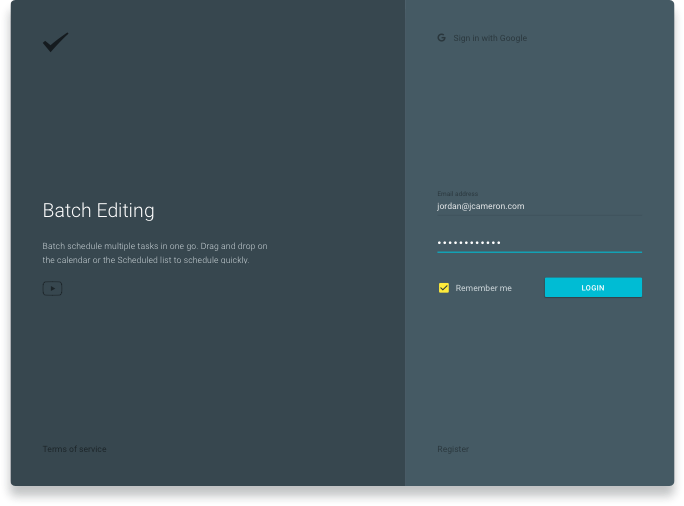 Sign in with Google
Batch Editing
Batch schedule multiple tasks in one go. Drag and drop on
the calendar or the Scheduled list to schedule quickly.
Email address
jordan@jcameron.com
••••••••••••
Remember me
LOGIN
Terms of service
Register